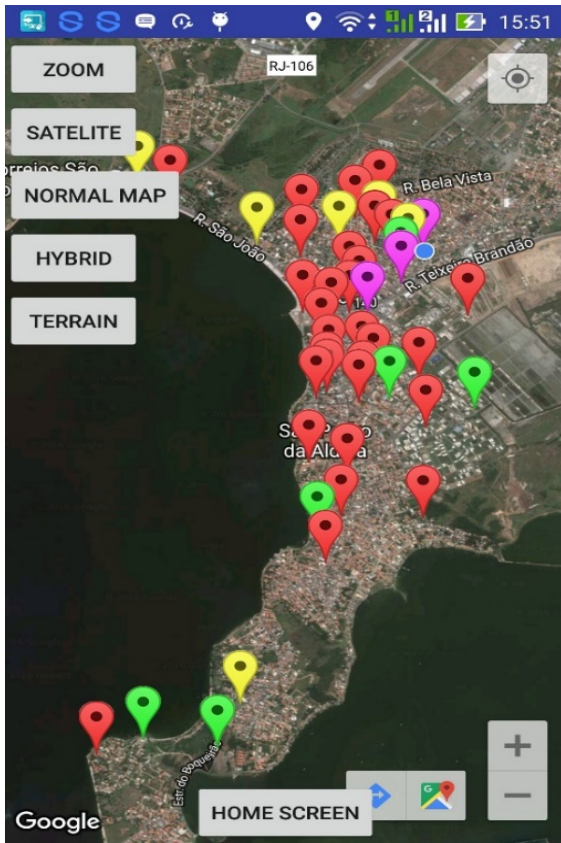 15:51
ZOOM
RJ-106
SATELITE
R. Bela Vista
NORMAL MAP
R. São João
HYBRID
R. Teixeira Brandão
TERRAIN
140
da Aldeia
Estr. do Boqueirão
HOME SCREEN
Google